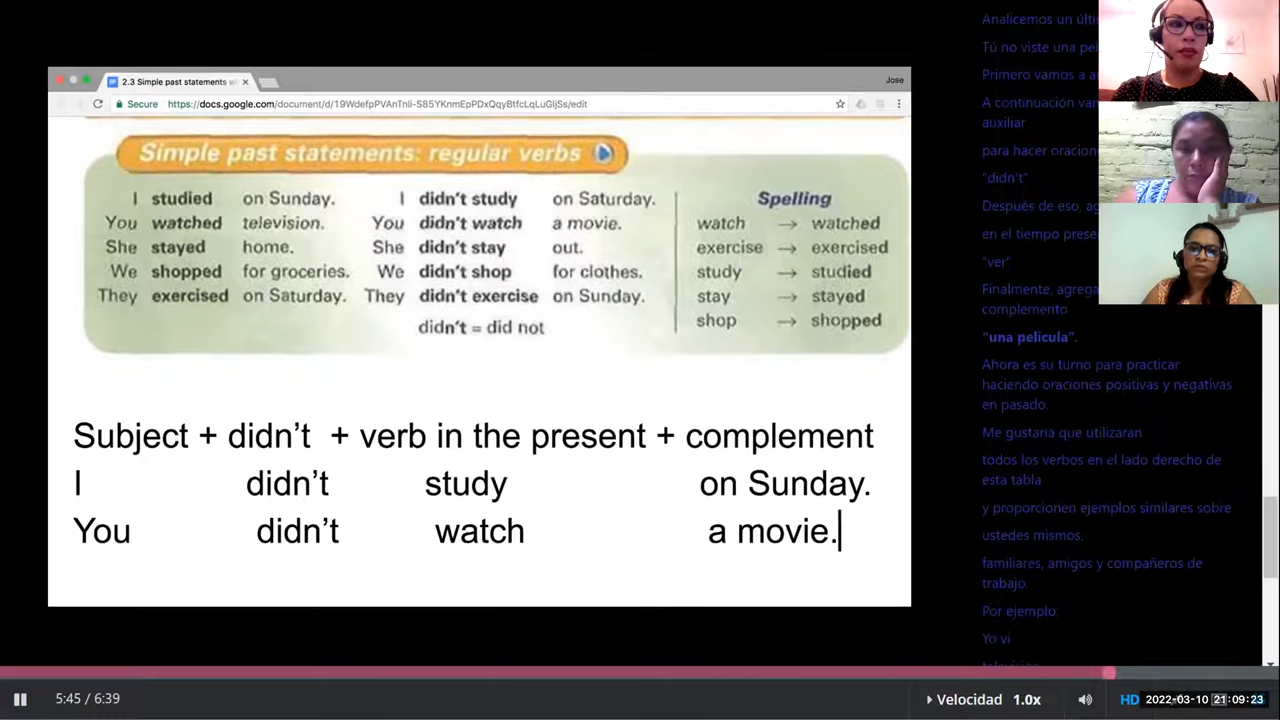 2.3 Simple past statements w
Jose
Secure
https://docs.google.com/document/d/19WdefpPVAnTnli-S85YKnmEpPDxQqyBtfcLqLuGljSs/edit
Simple past statements: regular verbs
I studied on Sunday. I didn't study on Saturday. Spelling
You watched television. You didn't watch a movie. watch → watched
She stayed home. She didn't stay out. exercise → exercised
We shopped for groceries. We didn't shop for clothes. study → studied
They exercised on Saturday. They didn't exercise on Sunday. stay → stayed
didn't = did not shop → shopped
Subject + didn't + verb in the present + complement
I didn't study on Sunday.
You didn't watch a movie.
Analicemos un últi
Tú no viste una pel
Primero vamos a a
A continuación van
auxiliar
para hacer oracion
"didn't"
Después de eso, ag
en el tiempo prese
"ver"
Finalmente, agrega
complemento
"una película".
Ahora es su turno para practicar
haciendo oraciones positivas y negativas
en pasado.
Me gustaría que utilizaran
todos los verbos en el lado derecho de
esta tabla
y proporcionen ejemplos similares sobre
ustedes mismos.
familiares, amigos y compañeros de
trabajo.
Por ejemplo.
Yo vi
5:45 / 6:39
Velocidad 1.0x
HD
2022-03-10 21:09:23